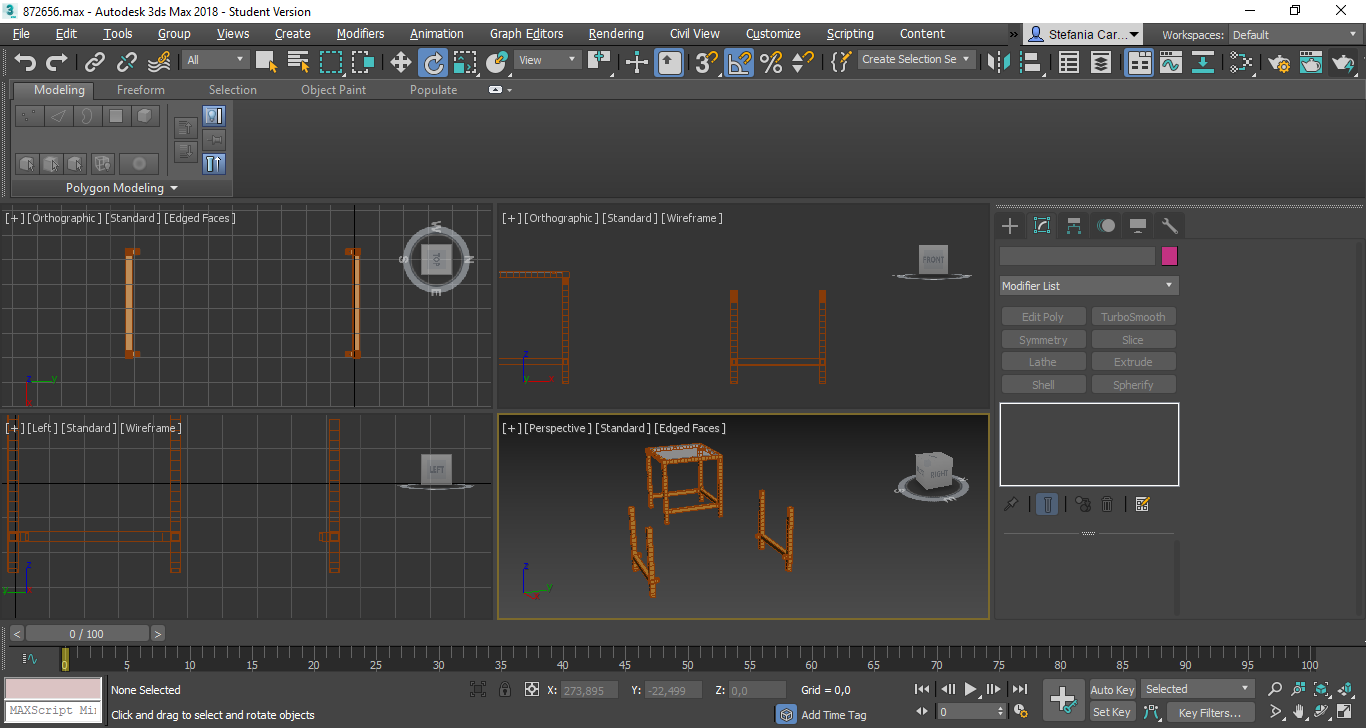 872656.max - Autodesk 3ds Max 2018 - Student Version
File Edit Tools Group Views Create Modifiers Animation Graph Editors Rendering Civil View Customize Scripting Content » Stefania Car... Workspaces: Default
All View Create Selection Se
Modeling Freeform Selection Object Paint Populate
Polygon Modeling
[+][Orthographic][Standard][Edged Faces]
W
S TOP N
E
z y
x
[+][Orthographic][Standard][Wireframe]
FRONT
z
y x
Modifier List
Edit Poly TurboSmooth
Symmetry Slice
Lathe Extrude
Shell Spherify
[+][Left][Standard][Wireframe]
LEFT
z
y
[+][Perspective][Standard][Edged Faces]
RIGHT
z
y
x
< 0 / 100 >
0 5 10 15 20 25 30 35 40 45 50 55 60 65 70 75 80 85 90 95 100
None Selected X: 273,895 Y: -22,499 Z: 0,0 Grid = 0,0 Auto Key Selected
MAXScript Mi Click and drag to select and rotate objects Add Time Tag 0 Set Key Key Filters...